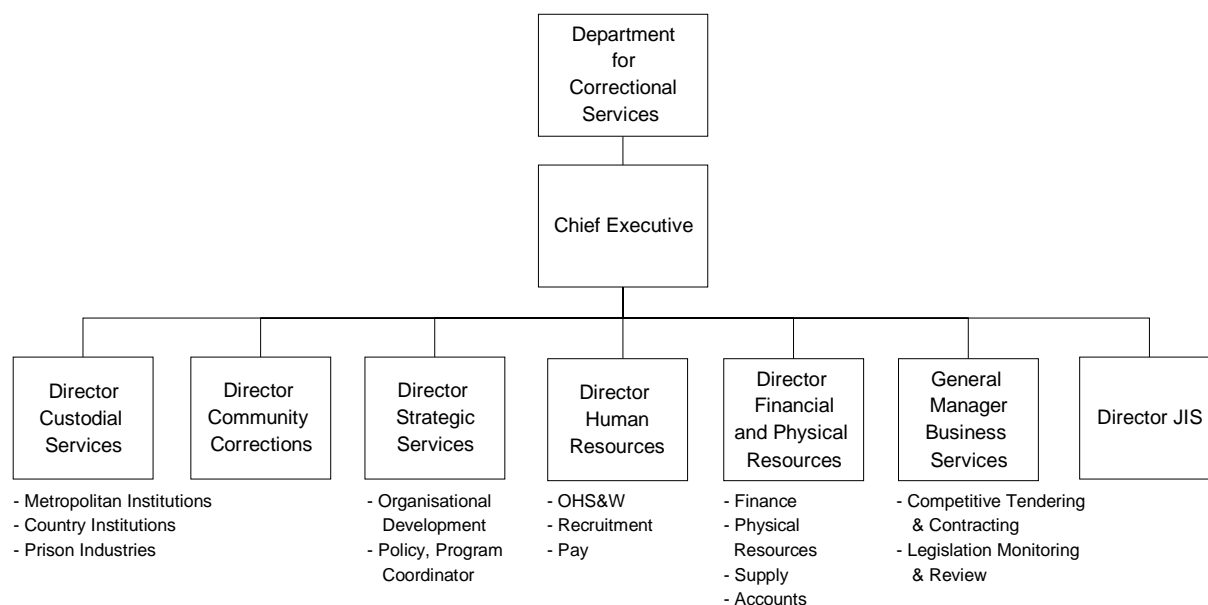 Department
for
Correctional
Services
Chief Executive
Director
Custodial
Services
Director
Community
Corrections
Director
Strategic
Services
Director
Human
Resources
Director
Financial
and Physical
Resources
General
Manager
Business
Services
Director JIS
- Metropolitan Institutions
- Country Institutions
- Prison Industries
- Organisational
Development
- Policy, Program
Coordinator
- OHS&W
- Recruitment
- Pay
- Finance
- Physical
Resources
- Supply
- Accounts
- Competitive Tendering
& Contracting
- Legislation Monitoring
& Review